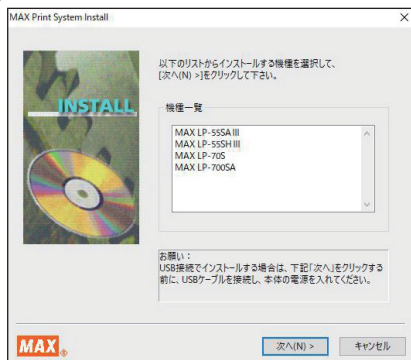 MAX Print System Install
INSTALL
以下のリストからインストールする機種を選択して、
[次へ(N) >]をクリックして下さい。
機種一覧
MAX LP-55SAⅢ
MAX LP-55SHⅢ
MAX LP-70S
MAX LP-700SA
お願い：
USB接続でインストールする場合は、下記「次へ」をクリックする
前に、USBケーブルを接続し、本体の電源を入れてください。
MAX®
次へ(N) >
キャンセル